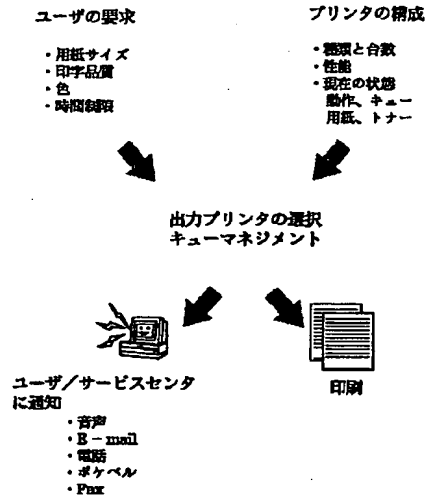 ユーザの要求
・用紙サイズ
・印字品質
・色
・時間制限
プリンタの構成
・種類と台数
・性能
・現在の状態
動作、キュー
用紙、トナー
出力プリンタの選択
キューマネジメント
ユーザ／サービスセンタ
に通知
・音声
・E－mail
・電話
・ポケベル
・Fax
印刷